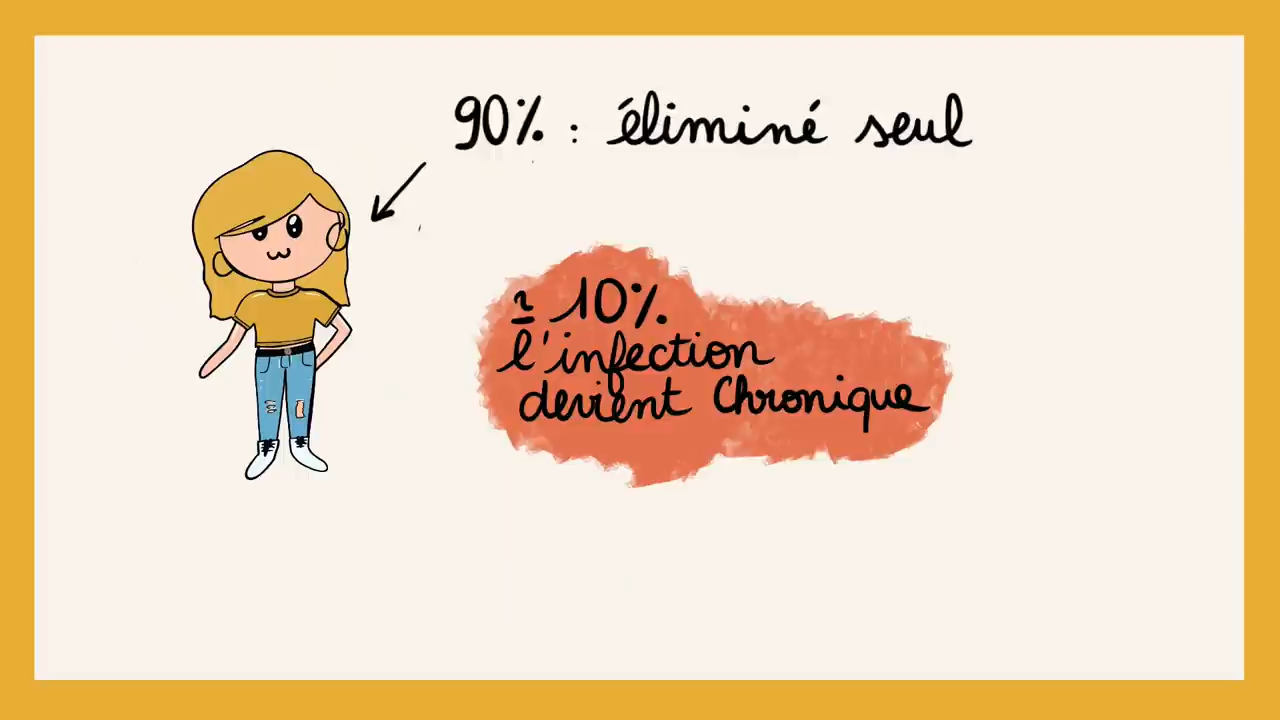 90% : éliminé seul
≃ 10%
l'infection
devient Chronique